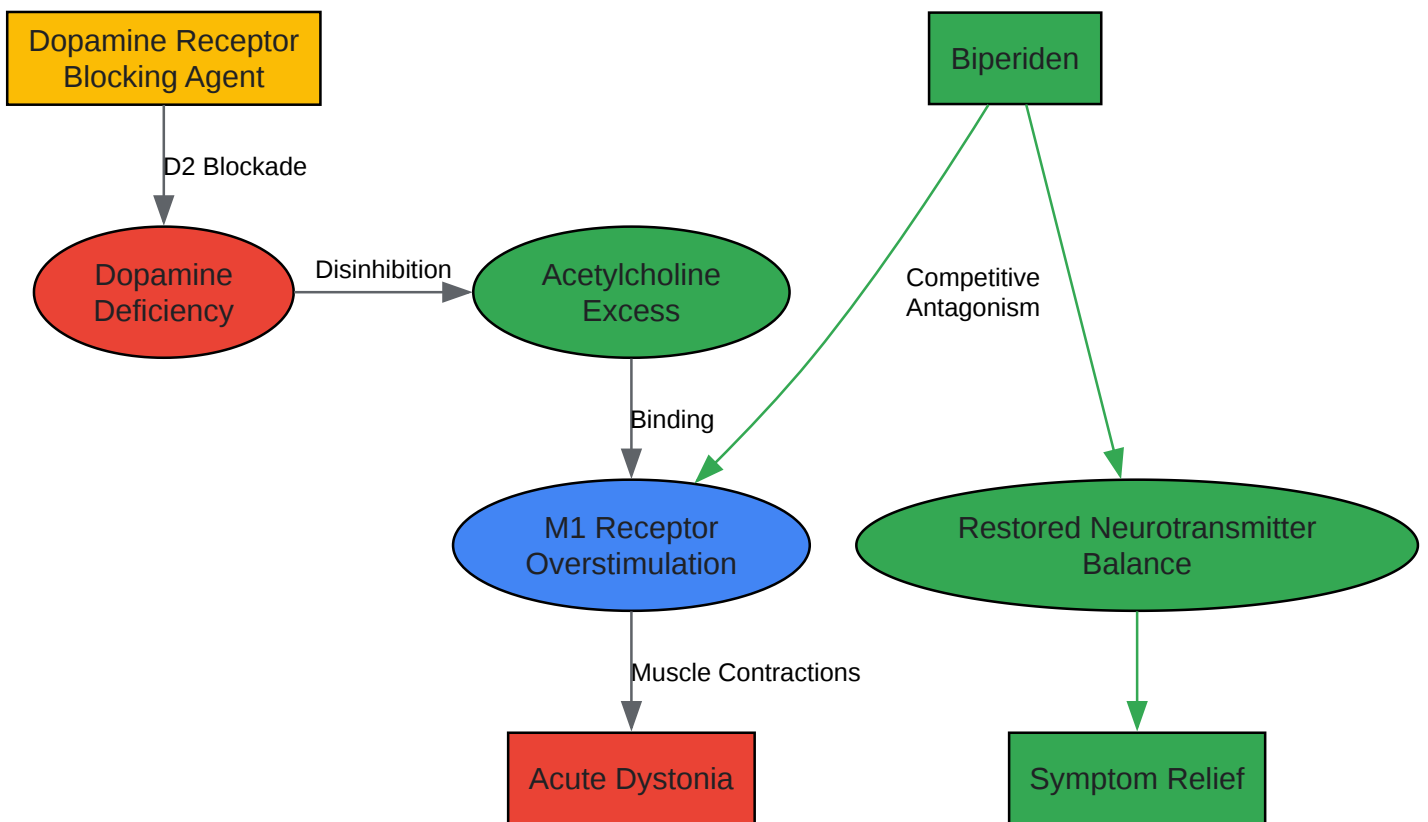 Dopamine Receptor
Blocking Agent
Biperiden
D2 Blockade
Dopamine
Deficiency
Disinhibition
Acetylcholine
Excess
Competitive
Antagonism
Binding
M1 Receptor
Overstimulation
Restored Neurotransmitter
Balance
Muscle Contractions
Acute Dystonia
Symptom Relief